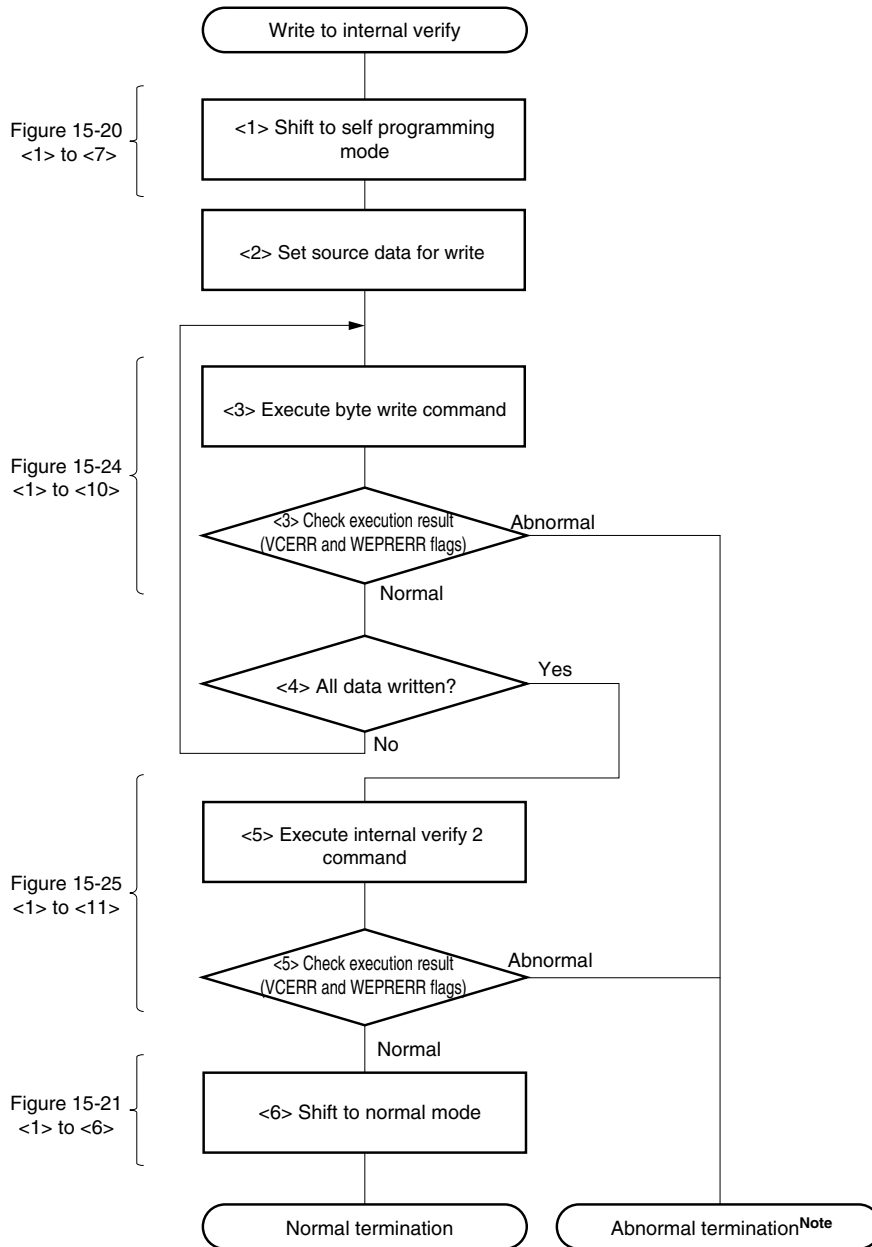 Write to internal verify
Figure 15-20
<1> to <7>
<1> Shift to self programming
mode
<2> Set source data for write
Figure 15-24
<1> to <10>
<3> Execute byte write command
<3> Check execution result
(VCERR and WEPRERR flags)
Abnormal
Normal
<4> All data written?
Yes
No
Figure 15-25
<1> to <11>
<5> Execute internal verify 2
command
<5> Check execution result
(VCERR and WEPRERR flags)
Abnormal
Normal
Figure 15-21
<1> to <6>
<6> Shift to normal mode
Normal termination
Abnormal terminationNote